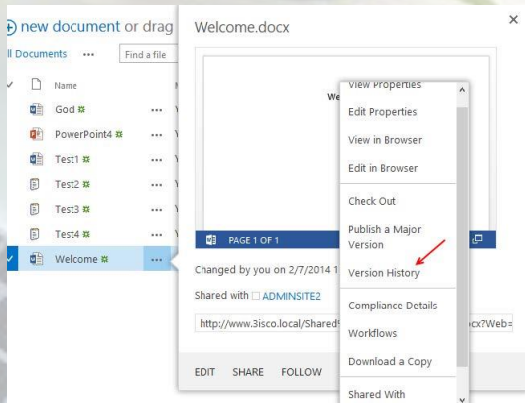 new document or drag
ll Documents ... Find a file
Name
God
PowerPoint4
Test1
Test2
Test3
Test4
Welcome
Welcome.docx
We
PAGE 1 OF 1
Changed by you on 2/7/2014 1
Shared with ADMINSITE2
http://www.3isco.local/Shared
cx?Web=
EDIT SHARE FOLLOW
View Properties
Edit Properties
View in Browser
Edit in Browser
Check Out
Publish a Major
Version
Version History
Compliance Details
Workflows
Download a Copy
Shared With